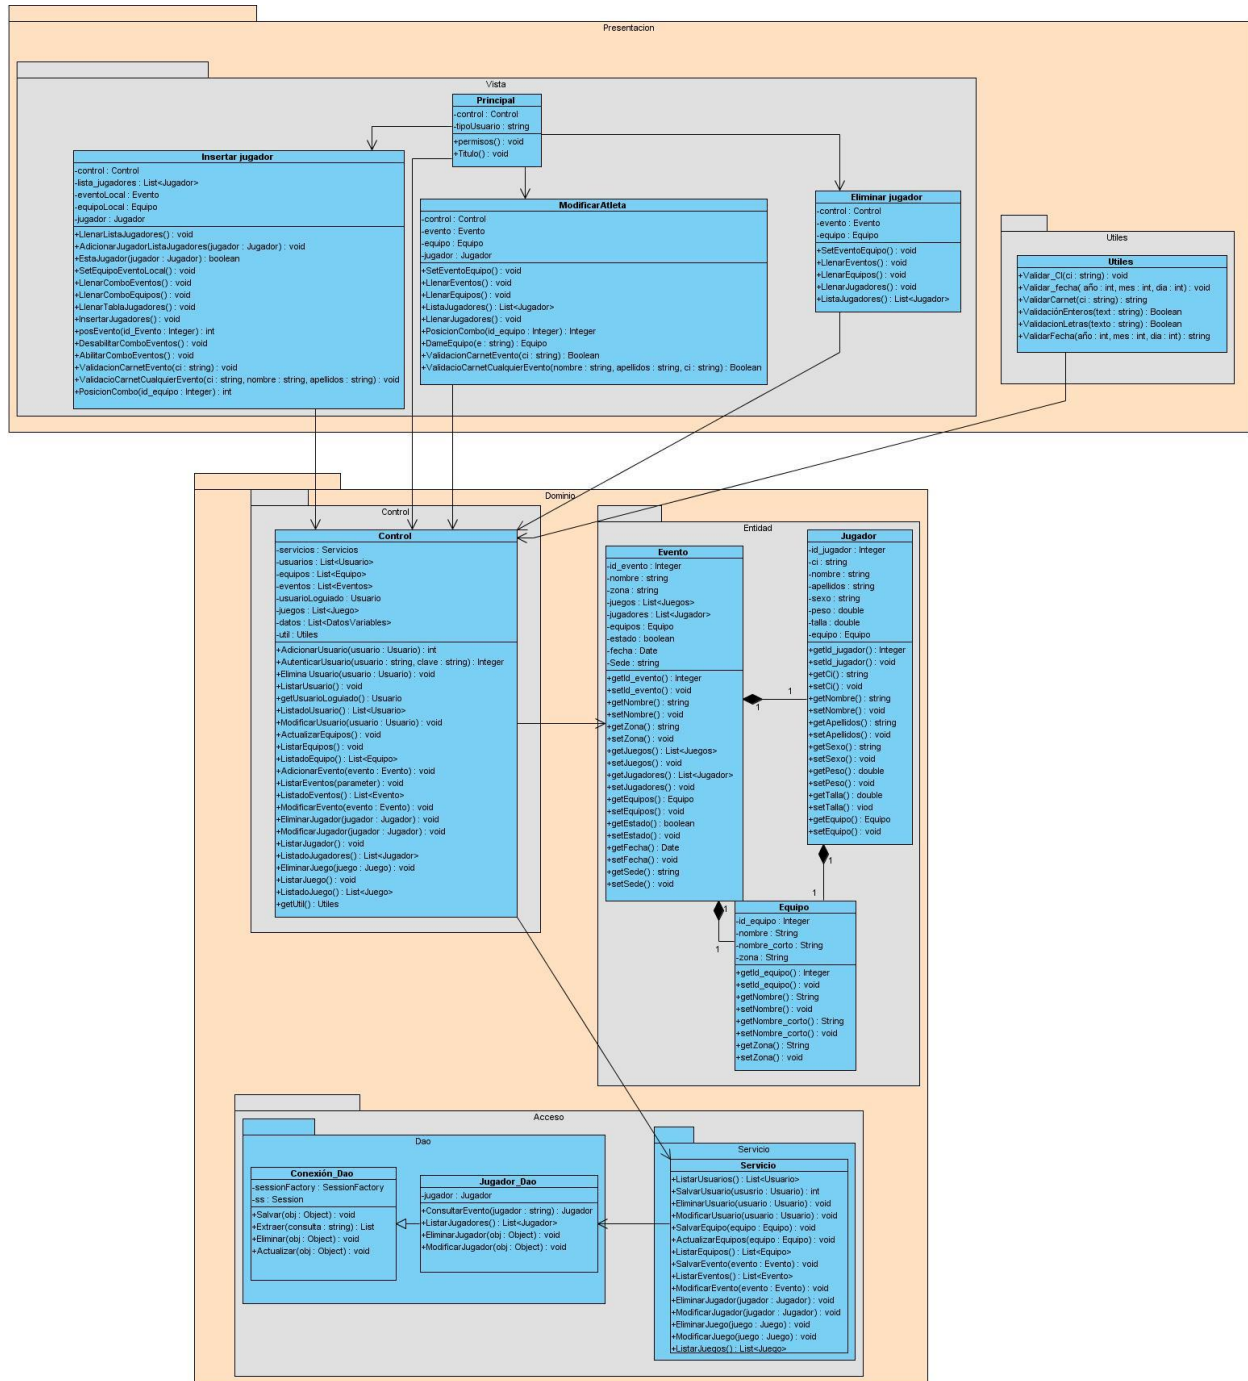 Presentacion
Vista
Principal
-control : Control
-tipoUsuario : string
+permisos() : void
+Titulo() : void
Insertar jugador
-control : Control
-lista_jugadores : List<Jugador>
-eventoLocal : Evento
-equipoLocal : Equipo
-jugador : Jugador
+LlenarListaJugadores() : void
+AdicionarJugadorListaJugadores(jugador : Jugador) : void
+EstaJugador(jugador : Jugador) : boolean
+SetEquipoEventoLocal() : void
+LlenarComboEventos() : void
+LlenarComboEquipos() : void
+LlenarTablaJugadores() : void
+InsertarJugadores() : void
+posEvento(id_Evento : Integer) : int
+DesabilitarComboEventos() : void
+AbilitarComboEventos() : void
+ValidacionCarnetEvento(ci : string) : void
+ValidacioCarnetCualquierEvento(ci : string, nombre : string, apellidos : string) : void
+PosicionCombo(id_equipo : Integer) : int
ModificarAtleta
-control : Control
-evento : Evento
-equipo : Equipo
-jugador : Jugador
+SetEventoEquipo() : void
+LlenarEventos() : void
+LlenarEquipos() : void
+ListaJugadores() : List<Jugador>
+LlenarJugadores() : void
+PosicionCombo(id_equipo : Integer) : Integer
+DameEquipo(e : string) : Equipo
+ValidacionCarnetEvento(ci : string) : Boolean
+ValidacioCarnetCualquierEvento(nombre : string, apellidos : string, ci : string) : Boolean
Eliminar jugador
-control : Control
-evento : Evento
-equipo : Equipo
+SetEventoEquipo() : void
+LlenarEventos() : void
+LlenarEquipos() : void
+LlenarJugadores() : void
+ListaJugadores() : List<Jugador>
Utiles
Utiles
+Validar_CI(ci : string) : void
+Validar_fecha( año : int, mes : int, dia : int) : void
+ValidarCarnet(ci : string) : string
+ValidaciónEnteros(text : string) : Boolean
+ValidacionLetras(texto : string) : Boolean
+ValidarFecha(año : int, mes : int, dia : int) : string
Dominio
Control
Control
-servicios : Servicios
-usuarios : List<Usuario>
-equipos : List<Equipo>
-eventos : List<Eventos>
-usuarioLoguiado : Usuario
-juegos : List<Juego>
-datos : List<DatosVariables>
-util : Utiles
+AdicionarUsuario(usuario : Usuario) : int
+AutenticarUsuario(usuario : string, clave : string) : Integer
+Elimina Usuario(usuario : Usuario) : void
+ListarUsuario() : void
+getUsuarioLoguiado() : Usuario
+ListadoUsuario() : List<Usuario>
+ModificarUsuario(usuario : Usuario) : void
+ActualizarEquipos() : void
+ListarEquipos() : void
+ListadoEquipo() : List<Equipo>
+AdicionarEvento(evento : Evento) : void
+ListarEventos(parameter) : void
+ListadoEventos() : List<Evento>
+ModificarEvento(evento : Evento) : void
+EliminarJugador(jugador : Jugador) : void
+ModificarJugador(jugador : Jugador) : void
+ListarJugador() : void
+ListadoJugadores() : List<Jugador>
+EliminarJuego(juego : Juego) : void
+ListarJuego() : void
+ListadoJuego() : List<Juego>
+getUtil() : Utiles
Entidad
Evento
-id_evento : Integer
-nombre : string
-zona : string
-juegos : List<Juegos>
-jugadores : List<Jugador>
-equipos : Equipo
-estado : boolean
-fecha : Date
-Sede : string
+getId_evento() : Integer
+setId_evento() : void
+getNombre() : string
+setNombre() : void
+getZona() : string
+setZona() : void
+getJuegos() : List<Juegos>
+setJuegos() : void
+getJugadores() : List<Jugador>
+setJugadores() : void
+getEquipos() : Equipo
+setEquipos() : void
+getEstado() : boolean
+setEstado() : void
+getFecha() : Date
+setFecha() : void
+getSede() : string
+setSede() : void
Jugador
-id_jugador : Integer
-ci : string
-nombre : string
-apellidos : string
-sexo : string
-peso : double
-talla : double
-equipo : Equipo
+getId_jugador() : Integer
+setId_jugador() : void
+getCi() : string
+setCi() : void
+getNombre() : string
+setNombre() : void
+getApellidos() : string
+setApellidos() : void
+getSexo() : string
+setSexo() : void
+getPeso() : double
+setPeso() : void
+getTalla() : double
+setTalla() : viod
+getEquipo() : Equipo
+setEquipo() : void
1
1
1
1
1
1
Equipo
-id_equipo : Integer
-nombre : String
-nombre_corto : String
-zona : String
+getId_equipo() : Integer
+setId_equipo() : void
+getNombre() : String
+setNombre() : void
+getNombre_corto() : String
+setNombre_corto() : void
+getZona() : String
+setZona() : void
Acceso
Dao
Conexión_Dao
-sessionFactory : SessionFactory
-ss : Session
+Salvar(obj : Object) : void
+Extraer(consulta : string) : List
+Eliminar(obj : Object) : void
+Actualizar(obj : Object) : void
Jugador_Dao
-jugador : Jugador
+ConsultarEvento(jugador : string) : Jugador
+ListarJugadores() : List<Jugador>
+EliminarJugador(obj : Object) : void
+ModificarJugador(obj : Object) : void
Servicio
Servicio
+ListarUsuarios() : List<Usuario>
+SalvarUsuario(ususrio : Usuario) : int
+EliminarUsuario(usuario : Usuario) : void
+ModificarUsuario(usuario : Usuario) : void
+SalvarEquipo(equipo : Equipo) : void
+ActualizarEquipos(equipo : Equipo) : void
+ListarEquipos() : List<Equipo>
+SalvarEvento(evento : Evento) : void
+ListarEventos() : List<Evento>
+ModificarEvento(evento : Evento) : void
+EliminarJugador(jugador : Jugador) : void
+ModificarJugador(jugador : Jugador) : void
+EliminarJuego(juego : Juego) : void
+ModificarJuego(juego : Juego) : void
+ListarJuegos() : List<Juego>